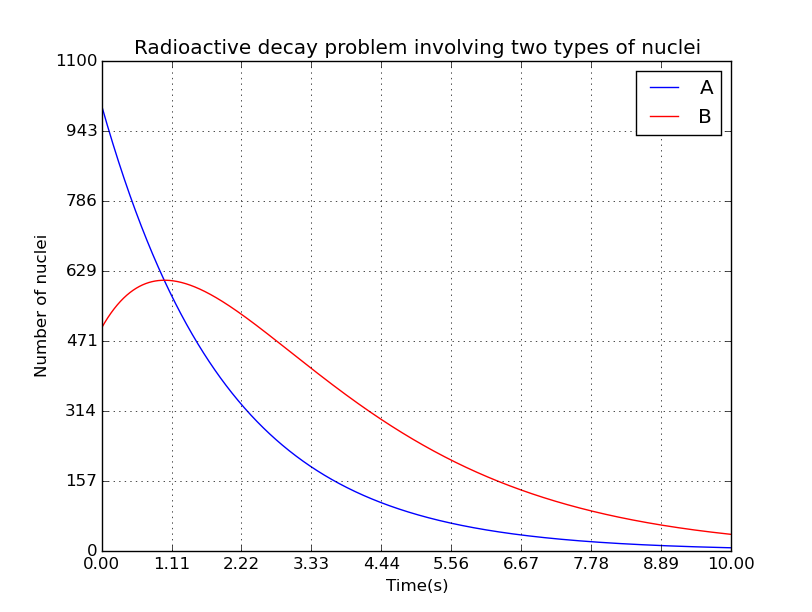 Radioactive decay problem involving two types of nuclei
1100
A
B
943
786
629
471
314
157
0
Number of nuclei
0.00 1.11 2.22 3.33 4.44 5.56 6.67 7.78 8.89 10.00
Time(s)